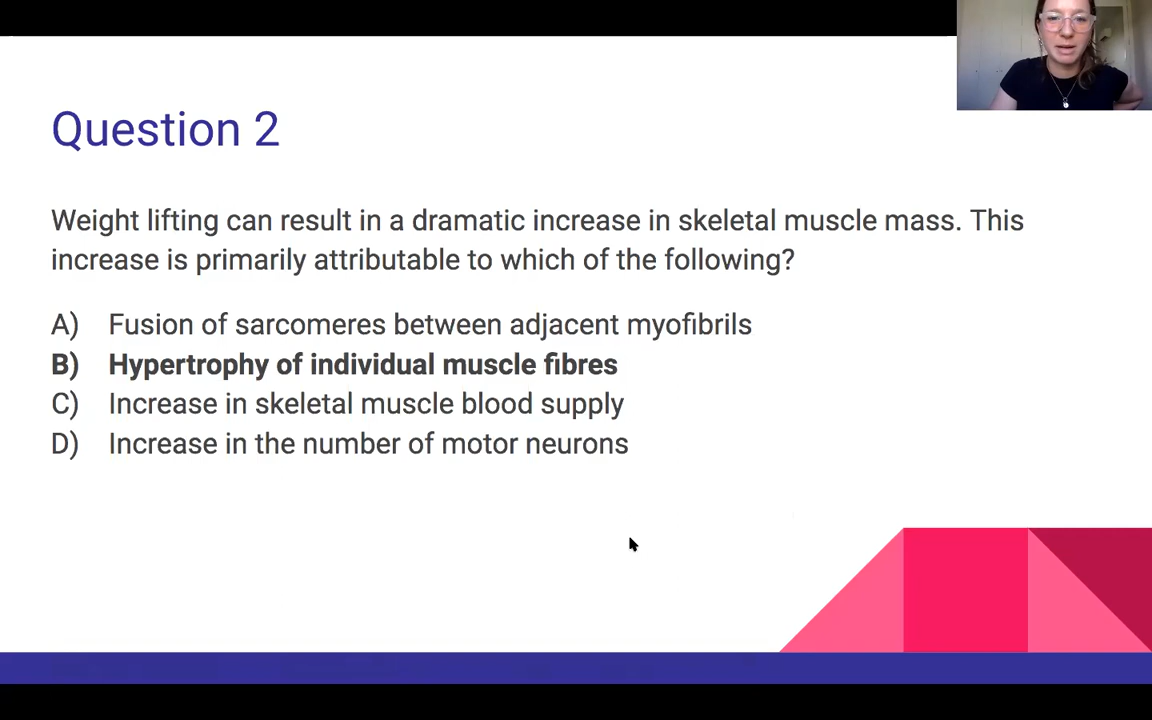 Question 2
Weight lifting can result in a dramatic increase in skeletal muscle mass. This
increase is primarily attributable to which of the following?
A) Fusion of sarcomeres between adjacent myofibrils
B) Hypertrophy of individual muscle fibres
C) Increase in skeletal muscle blood supply
D) Increase in the number of motor neurons